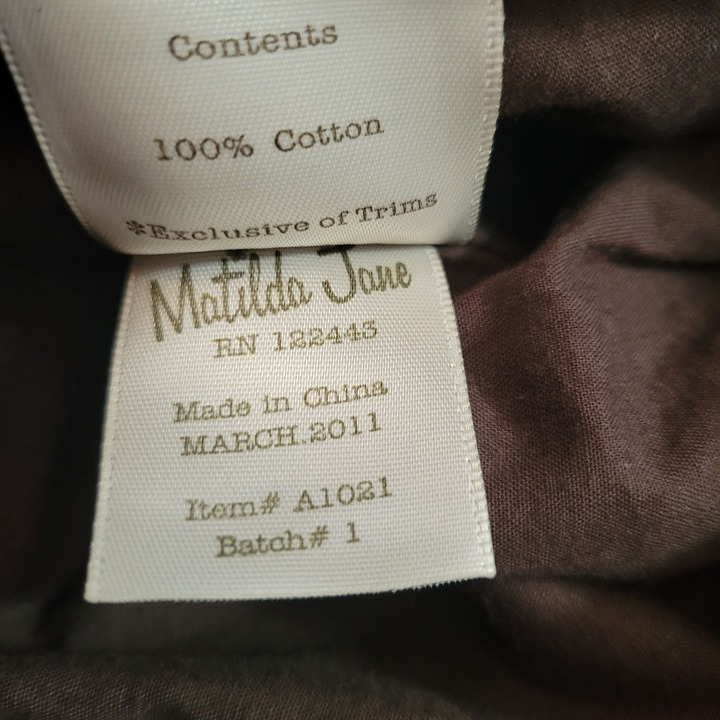 Contents
100% Cotton
*Exclusive of Trims
Matilda Jane
RN 122443
Made in China
MARCH.2011
Item# A1021
Batch# 1